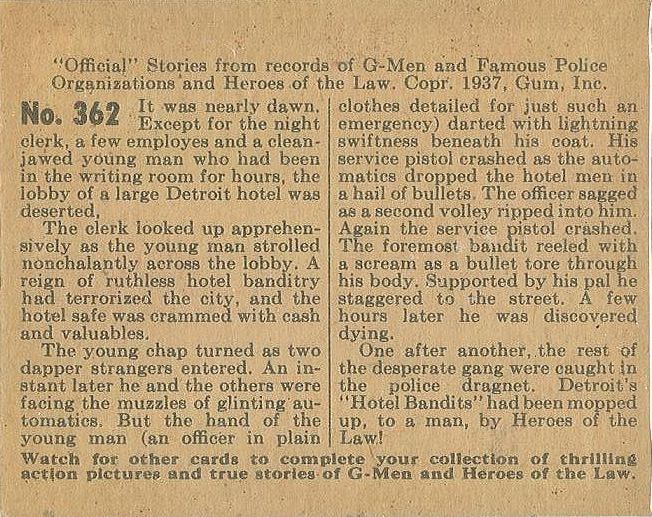 "Official" Stories from records of G-Men and Famous Police
Organizations and Heroes of the Law. Copr. 1937, Gum, Inc.
No. 362 It was nearly dawn.
Except for the night
clerk, a few employes and a clean-
jawed young man who had been
in the writing room for hours, the
lobby of a large Detroit hotel was
deserted,
The clerk looked up apprehen-
sively as the young man strolled
nonchalantly across the lobby. A
reign of ruthless hotel banditry
had terrorized the city, and the
hotel safe was crammed with cash
and valuables.
The young chap turned as two
dapper strangers entered. An in-
stant later he and the others were
facing the muzzles of glinting au-
tomatics. But the hand of the
young man (an officer in plain
clothes detailed for just such an
emergency) darted with lightning
swiftness beneath his coat. His
service pistol crashed as the auto-
matics dropped the hotel men in
a hail of bullets. The officer sagged
as a second volley ripped into him.
Again the service pistol crashed.
The foremost bandit reeled with
a scream as a bullet tore through
his body. Supported by his pal he
staggered to the street. A few
hours later he was discovered
dying.
One after another, the rest of
the desperate gang were caught in
the police dragnet. Detroit's
"Hotel Bandits" had been mopped
up, to a man, by Heroes of the
Law!
Watch for other cards to complete your collection of thrilling
action pictures and true stories of G-Men and Heroes of the Law.